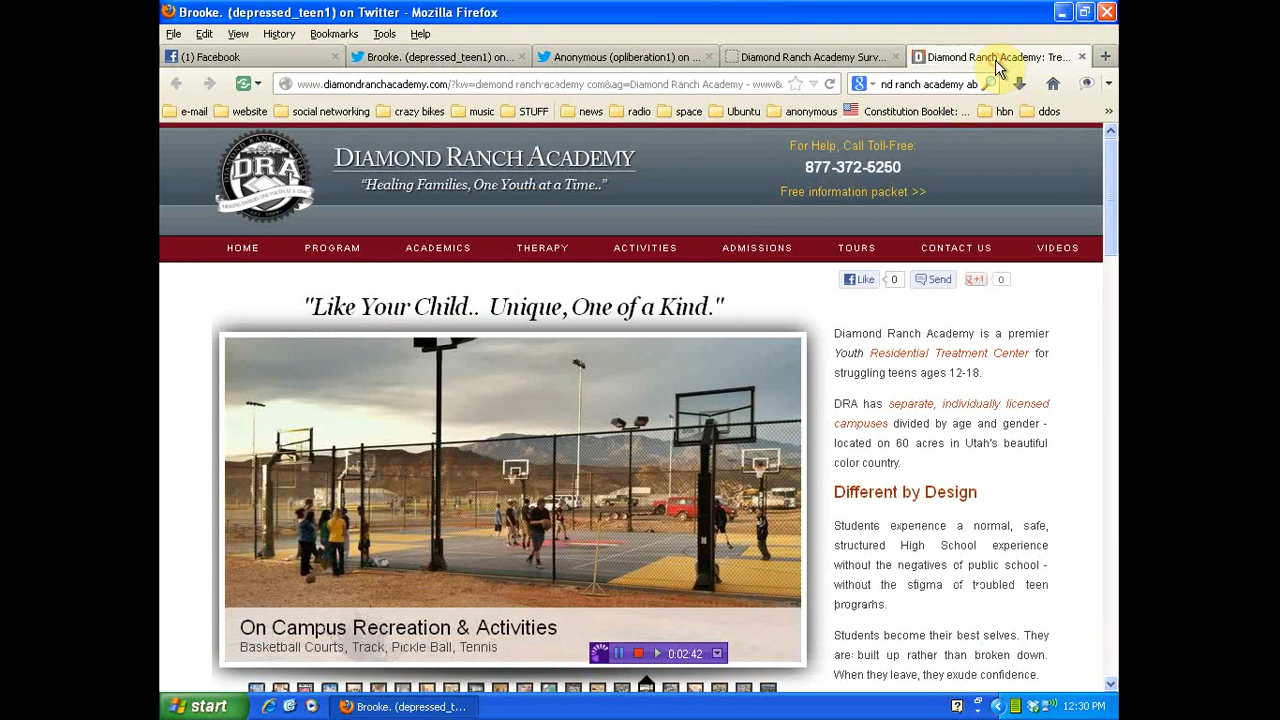 Brooke. (depressed_teen1) on Twitter - Mozilla Firefox
File Edit View History Bookmarks Tools Help
(1) Facebook
Brooke. (depressed_teen1) on ...
Anonymous (opliberation1) on ...
Diamond Ranch Academy Surv...
Diamond Ranch Academy: Tre...
www.diamondranchacademy.com/?kw=diemond ranch-academy com&ag=Diamond Ranch Academy - www&
nd ranch academy ab
e-mail website social networking crazy bikes music STUFF news radio space Ubuntu anonymous Constitution Booklet: ... hbn ddos
DRA
DIAMOND RANCH ACADEMY
“Healing Families, One Youth at a Time..”
For Help, Call Toll-Free:
877-372-5250
Free information packet >>
HOME PROGRAM ACADEMICS THERAPY ACTIVITIES ADMISSIONS TOURS CONTACT US VIDEOS
Like 0 Send +1 0
"Like Your Child.. Unique, One of a Kind."
Diamond Ranch Academy is a premier
Youth Residential Treatment Center for
struggling teens ages 12-18.
DRA has separate, individually licensed
campuses divided by age and gender -
located on 60 acres in Utah's beautiful
color country.
Different by Design
Students experience a normal, safe,
structured High School experience
without the negatives of public school -
without the stigma of troubled teen
programs.
Students become their best selves. They
are built up rather than broken down.
When they leave, they exude confidence.
On Campus Recreation & Activities
Basketball Courts, Track, Pickle Ball, Tennis
0:02:42
start
Brooke. (depressed_t...
12:30 PM